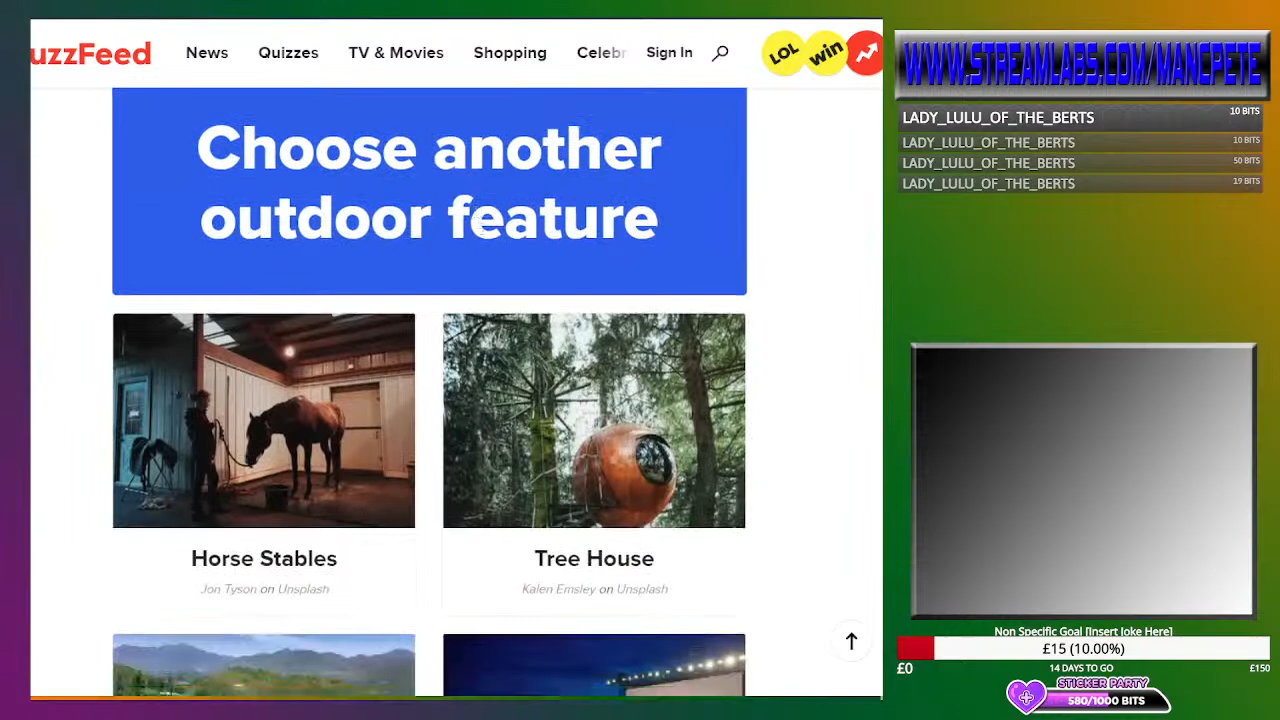 uzzFeed
News Quizzes TV & Movies Shopping Celebr Sign In
LOL
win
Choose another
outdoor feature
Horse Stables
Jon Tyson on Unsplash
Tree House
Kalen Emsley on Unsplash
WWW.STREAMLABS.COM/MANCPETE
LADY_LULU_OF_THE_BERTS 10 BITS
LADY_LULU_OF_THE_BERTS 10 BITS
LADY_LULU_OF_THE_BERTS 50 BITS
LADY_LULU_OF_THE_BERTS 19 BITS
Non Specific Goal [Insert Joke Here]
£15 (10.00%)
£0 14 DAYS TO GO £150
STICKER PARTY
580/1000 BITS